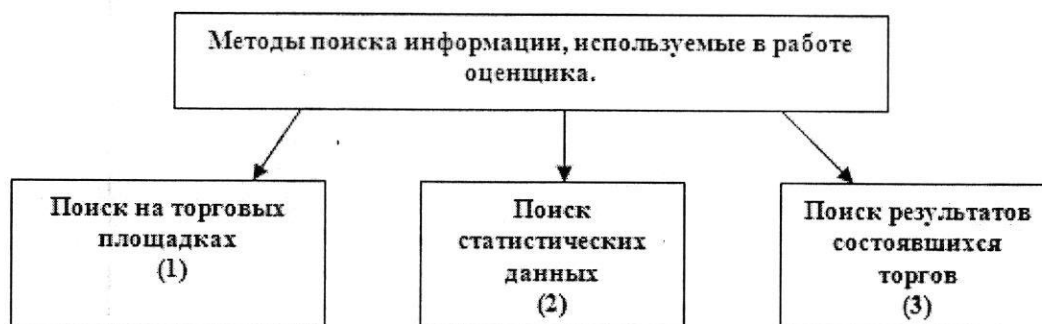 Методы поиска информации, используемые в работе
оценщика.
Поиск на торговых
площадках
(1)
Поиск
статистических
данных
(2)
Поиск результатов
состоявшихся
торгов
(3)